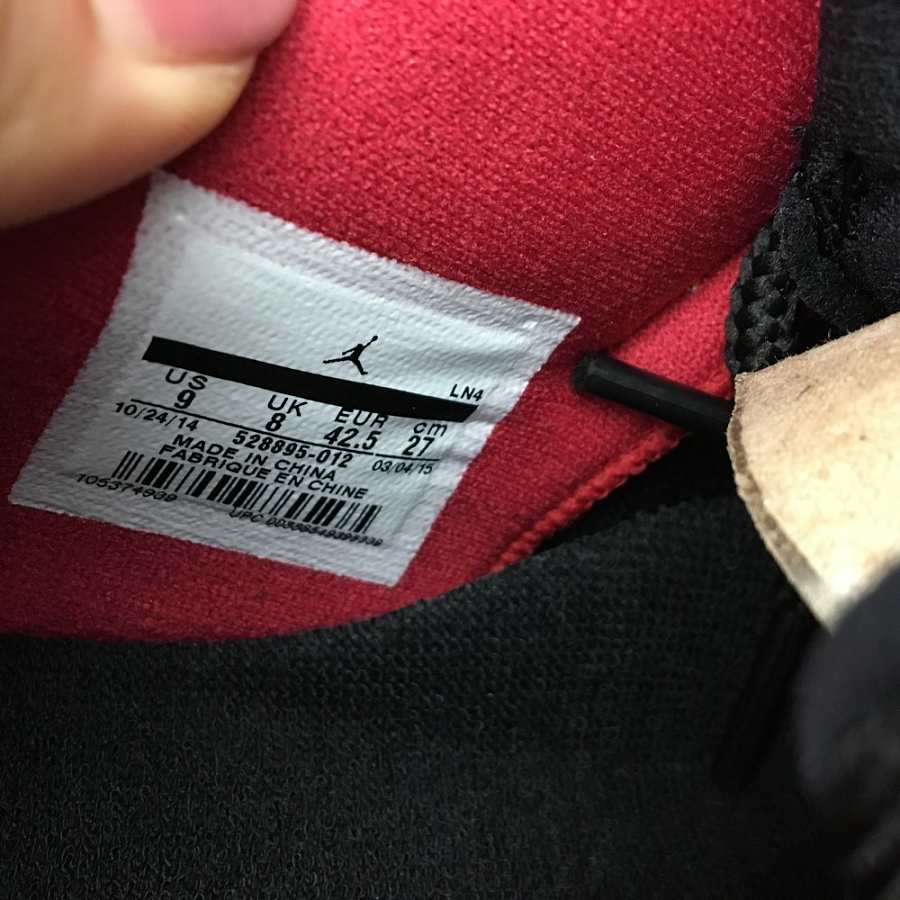 LN4
US UK EUR cm
9 8 42.5 27
10/24/14 528895-012 03/04/15
MADE IN CHINA
FABRIQUE EN CHINE
105374939
UPC